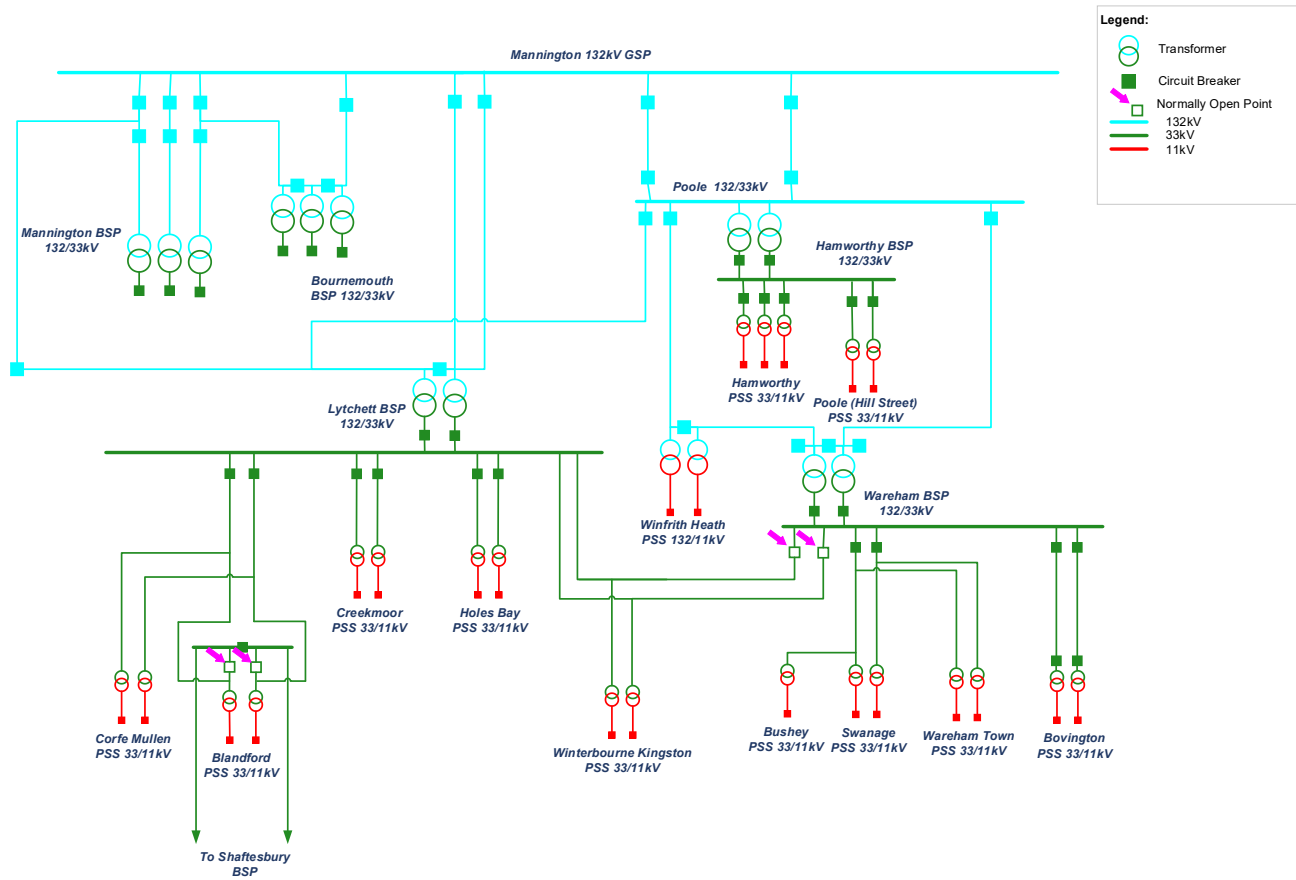 Legend:
Transformer
Circuit Breaker
Normally Open Point
132kV
33kV
11kV
Mannington 132kV GSP
Poole 132/33kV
Mannington BSP
132/33kV
Bournemouth
BSP 132/33kV
Hamworthy BSP
132/33kV
Hamworthy
PSS 33/11kV
Poole (Hill Street)
PSS 33/11kV
Lytchett BSP
132/33kV
Wareham BSP
132/33kV
Winfrith Heath
PSS 132/11kV
Creekmoor
PSS 33/11kV
Holes Bay
PSS 33/11kV
Corfe Mullen
PSS 33/11kV
Blandford
PSS 33/11kV
Winterbourne Kingston
PSS 33/11kV
Bushey
PSS 33/11kV
Swanage
PSS 33/11kV
Wareham Town
PSS 33/11kV
Bovington
PSS 33/11kV
To Shaftesbury
BSP